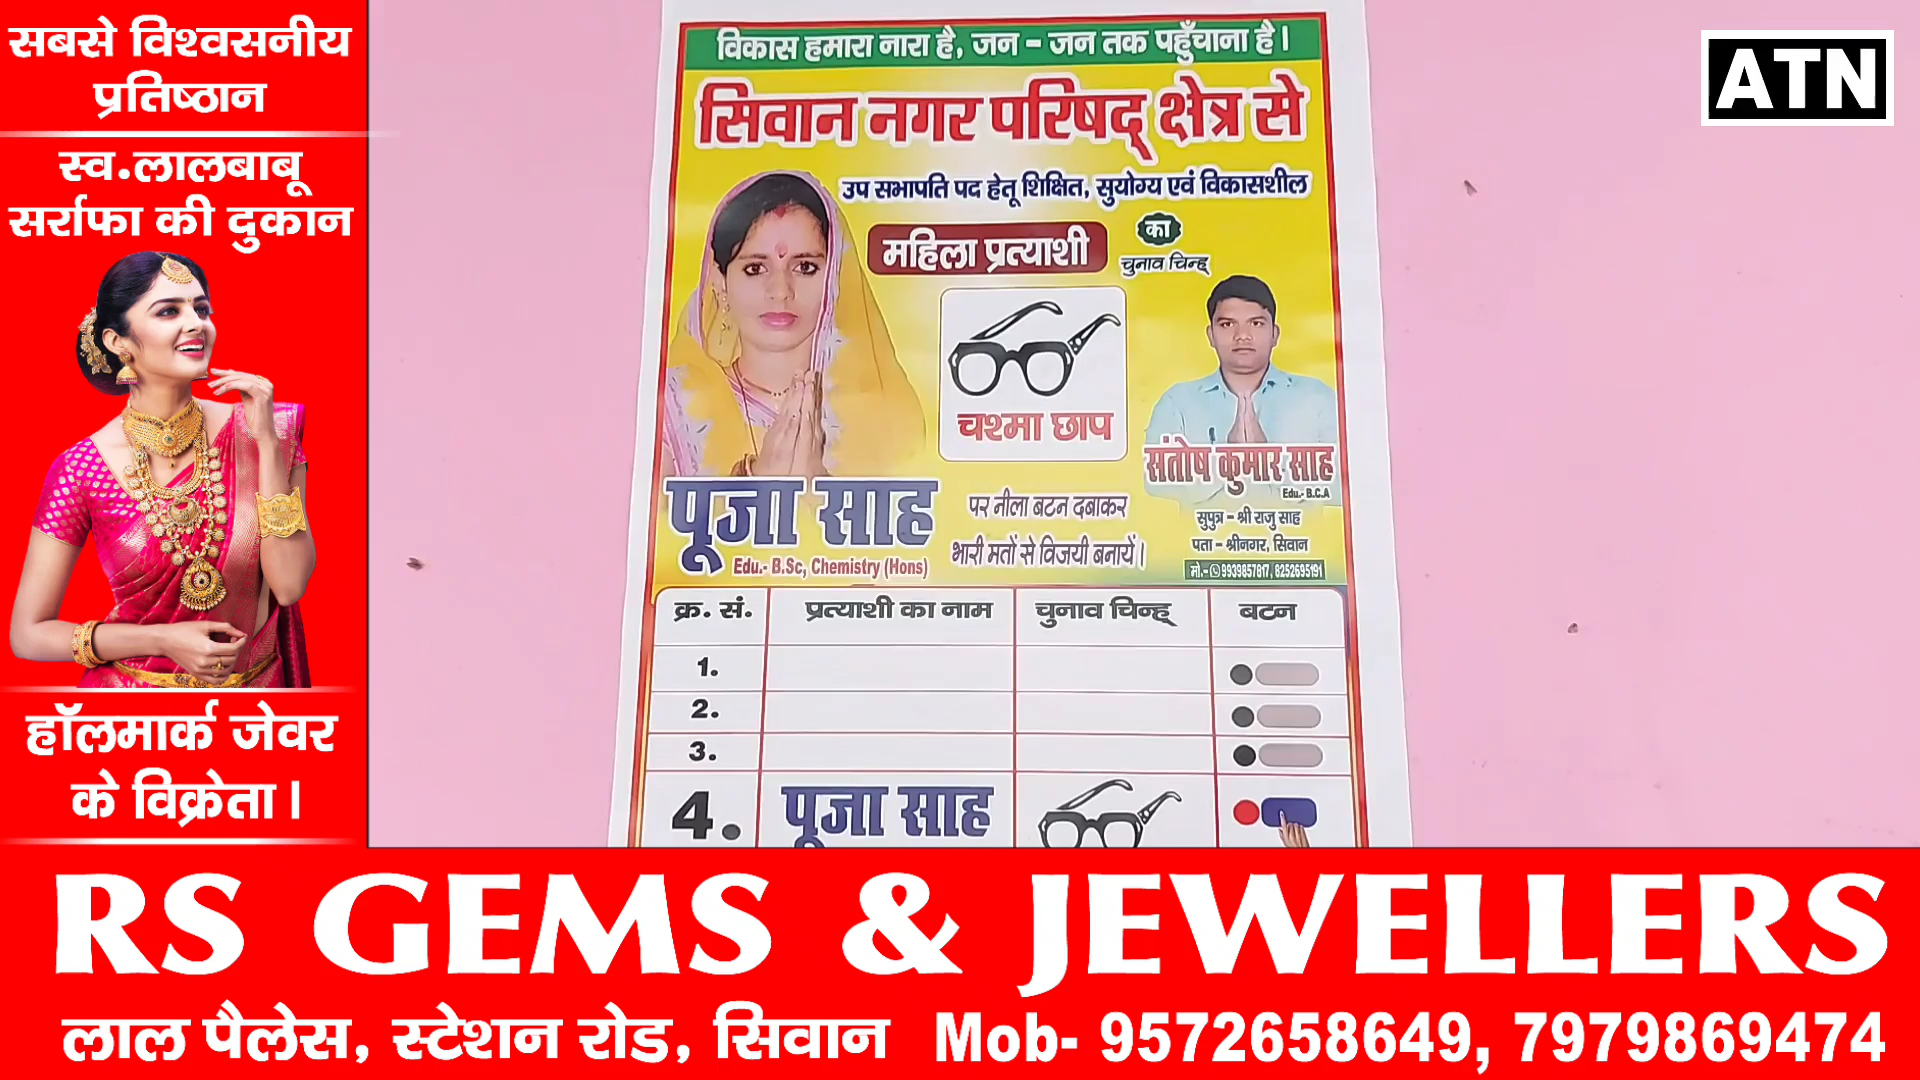 सबसे विश्वसनीय
प्रतिष्ठान
स्व.लालबाबू
सर्राफा की दुकान
हॉलमार्क जेवर
के विक्रेता।
ATN
विकास हमारा नारा है, जन - जन तक पहुँचाना है।
सिवान नगर परिषद् क्षेत्र से
उप सभापति पद हेतू शिक्षित, सुयोग्य एवं विकासशील
महिला प्रत्याशी
का
चुनाव चिन्ह्
चश्मा छाप
पूजा साह
Edu.- B.Sc, Chemistry (Hons)
पर नीला बटन दबाकर
भारी मतों से विजयी बनायें।
संतोष कुमार साह
Edu.- B.C.A
सुपुत्र - श्री राजु साह
पता - श्रीनगर, सिवान
मो.- 9939857817, 8252695191
क्र. सं. प्रत्याशी का नाम चुनाव चिन्ह् बटन
1.
2.
3.
4. पूजा साह
RS GEMS & JEWELLERS
लाल पैलेस, स्टेशन रोड, सिवान Mob- 9572658649, 7979869474